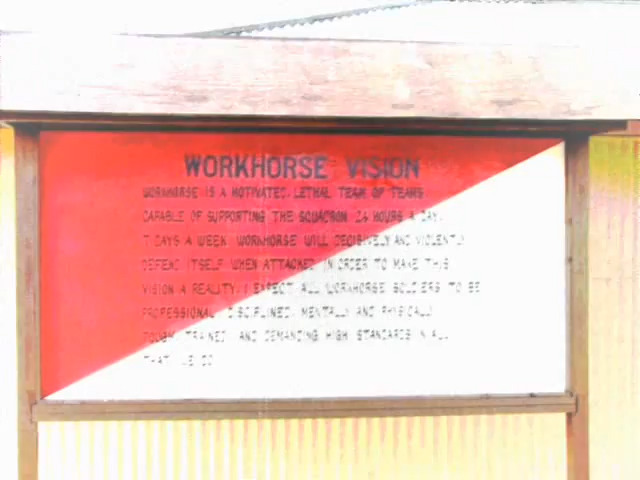 WORKHORSE VISION
WORKHORSE IS A MOTIVATED, LETHAL TEAM OF TEAMS
CAPABLE OF SUPPORTING THE SQUADRON 24 HOURS A DAY,
7 DAYS A WEEK. WORKHORSE WILL DECISIVELY AND VIOLENTLY
DEFEND ITSELF WHEN ATTACKED. IN ORDER TO MAKE THIS
VISION A REALITY, I EXPECT ALL WORKHORSE SOLDIERS TO BE
PROFESSIONAL, DISCIPLINED, MENTALLY AND PHYSICALLY
TOUGH, TRAINED, AND DEMANDING HIGH STANDARDS N ALL
THAT WE DO